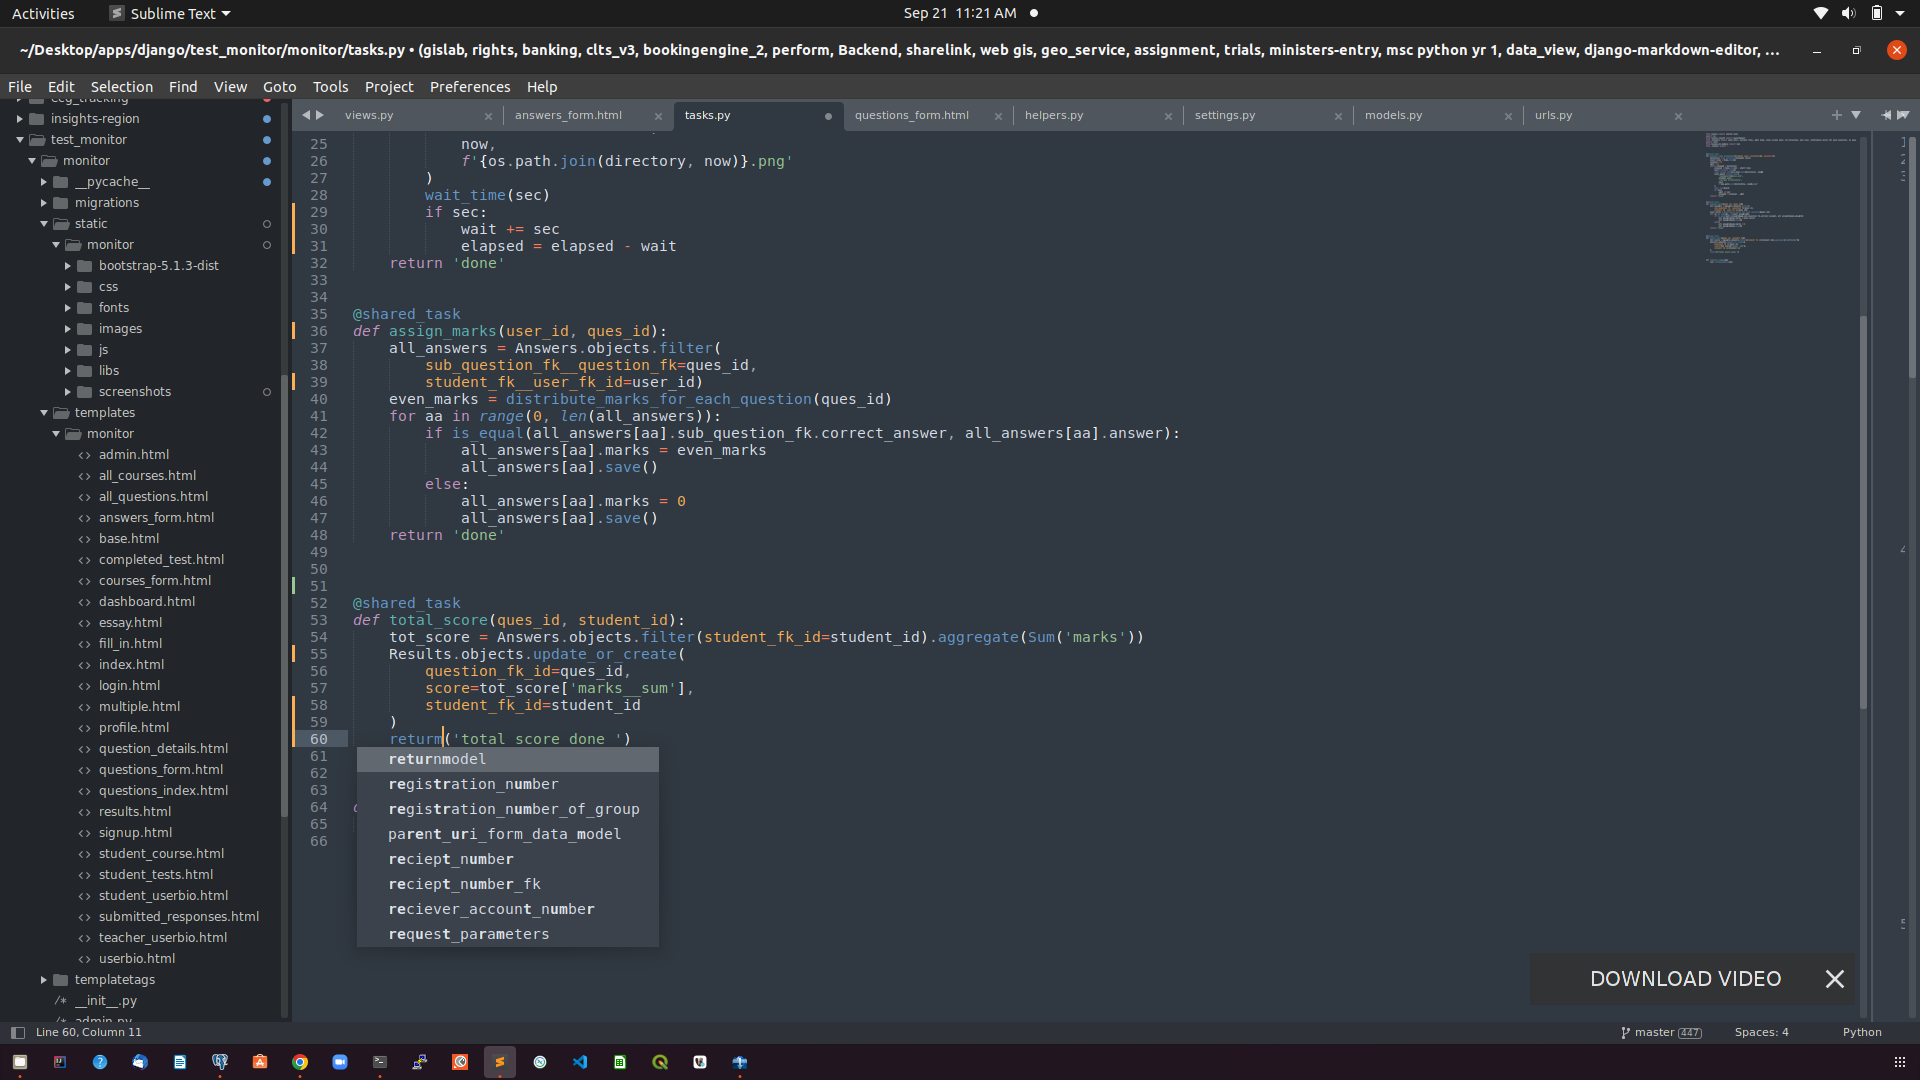 Activities
Sublime Text
Sep 21 11:21 AM
~/Desktop/apps/django/test_monitor/monitor/tasks.py • (gislab, rights, banking, clts_v3, bookingengine_2, perform, Backend, sharelink, web gis, geo_service, assignment, trials, ministers-entry, msc python yr 1, data_view, django-markdown-editor, ...
File Edit Selection Find View Goto Tools Project Preferences Help
insights-region
test_monitor
monitor
__pycache__
migrations
static
monitor
bootstrap-5.1.3-dist
css
fonts
images
js
libs
screenshots
templates
monitor
admin.html
all_courses.html
all_questions.html
answers_form.html
base.html
completed_test.html
courses_form.html
dashboard.html
essay.html
fill_in.html
index.html
login.html
multiple.html
profile.html
question_details.html
questions_form.html
questions_index.html
results.html
signup.html
student_course.html
student_tests.html
student_userbio.html
submitted_responses.html
teacher_userbio.html
userbio.html
templatetags
/* __init__.py
/* admin.py
views.py answers_form.html tasks.py questions_form.html helpers.py settings.py models.py urls.py
25 now,
26 f'{os.path.join(directory, now)}.png'
27 )
28 wait_time(sec)
29 if sec:
30 wait += sec
31 elapsed = elapsed - wait
32 return 'done'
33
34
35 @shared_task
36 def assign_marks(user_id, ques_id):
37 all_answers = Answers.objects.filter(
38 sub_question_fk__question_fk=ques_id,
39 student_fk__user_fk_id=user_id)
40 even_marks = distribute_marks_for_each_question(ques_id)
41 for aa in range(0, len(all_answers)):
42 if is_equal(all_answers[aa].sub_question_fk.correct_answer, all_answers[aa].answer):
43 all_answers[aa].marks = even_marks
44 all_answers[aa].save()
45 else:
46 all_answers[aa].marks = 0
47 all_answers[aa].save()
48 return 'done'
49
50
51
52 @shared_task
53 def total_score(ques_id, student_id):
54 tot_score = Answers.objects.filter(student_fk_id=student_id).aggregate(Sum('marks'))
55 Results.objects.update_or_create(
56 question_fk_id=ques_id,
57 score=tot_score['marks__sum'],
58 student_fk_id=student_id
59 )
60 returm('total score done ')
61
62
63
64
65
66
returnmodel
registration_number
registration_number_of_group
parent_uri_form_data_model
reciept_number
reciept_number_fk
reciever_account_number
request_parameters
DOWNLOAD VIDEO
Line 60, Column 11
master 447
Spaces: 4
Python